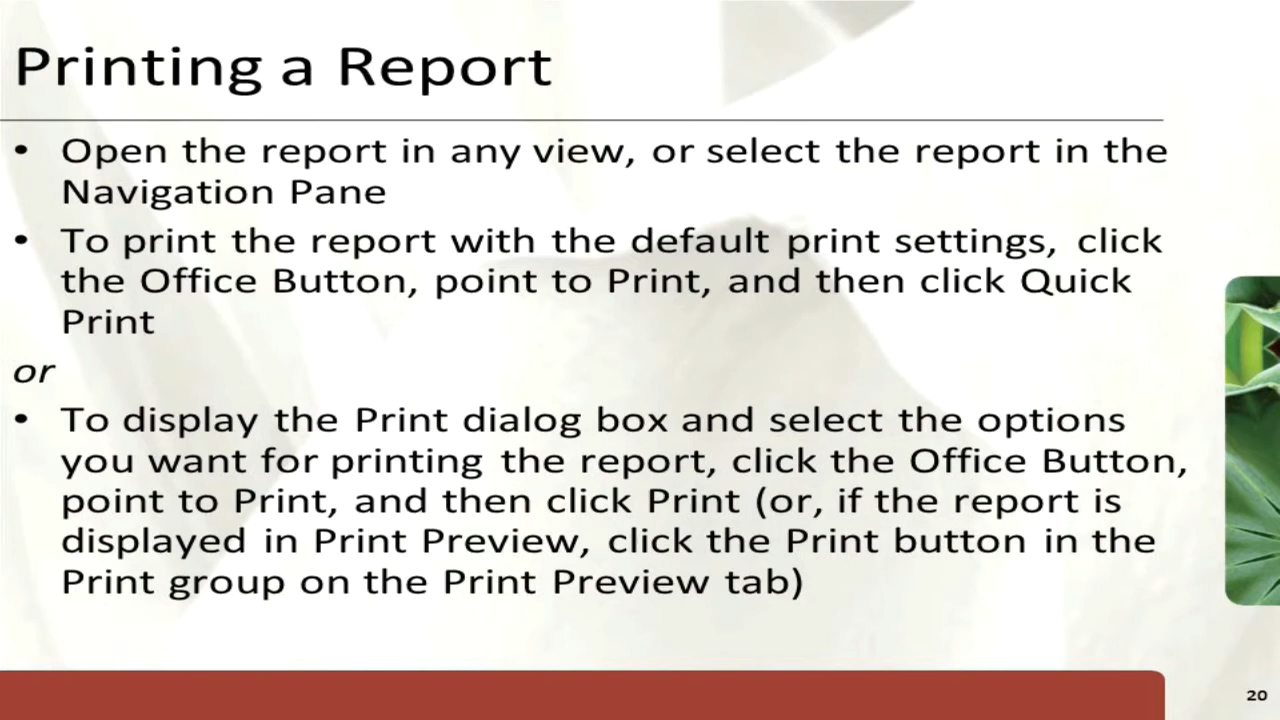 Printing a Report
• Open the report in any view, or select the report in the
Navigation Pane
• To print the report with the default print settings, click
the Office Button, point to Print, and then click Quick
Print
or
• To display the Print dialog box and select the options
you want for printing the report, click the Office Button,
point to Print, and then click Print (or, if the report is
displayed in Print Preview, click the Print button in the
Print group on the Print Preview tab)
20